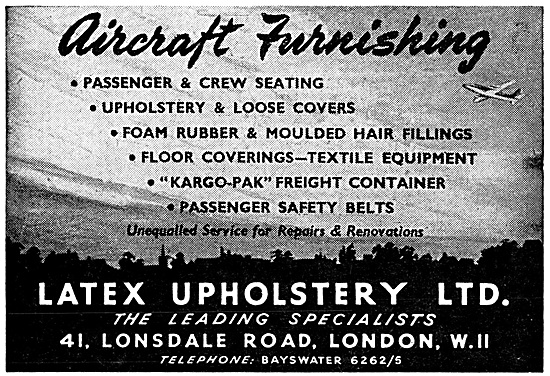 Aircraft Furnishing
• PASSENGER & CREW SEATING
• UPHOLSTERY & LOOSE COVERS
• FOAM RUBBER & MOULDED HAIR FILLINGS
• FLOOR COVERINGS—TEXTILE EQUIPMENT
• "KARGO-PAK" FREIGHT CONTAINER
• PASSENGER SAFETY BELTS
Unequalled Service for Repairs & Renovations
LATEX UPHOLSTERY LTD.
THE LEADING SPECIALISTS
41, LONSDALE ROAD, LONDON, W.11
TELEPHONE: BAYSWATER 6262/5